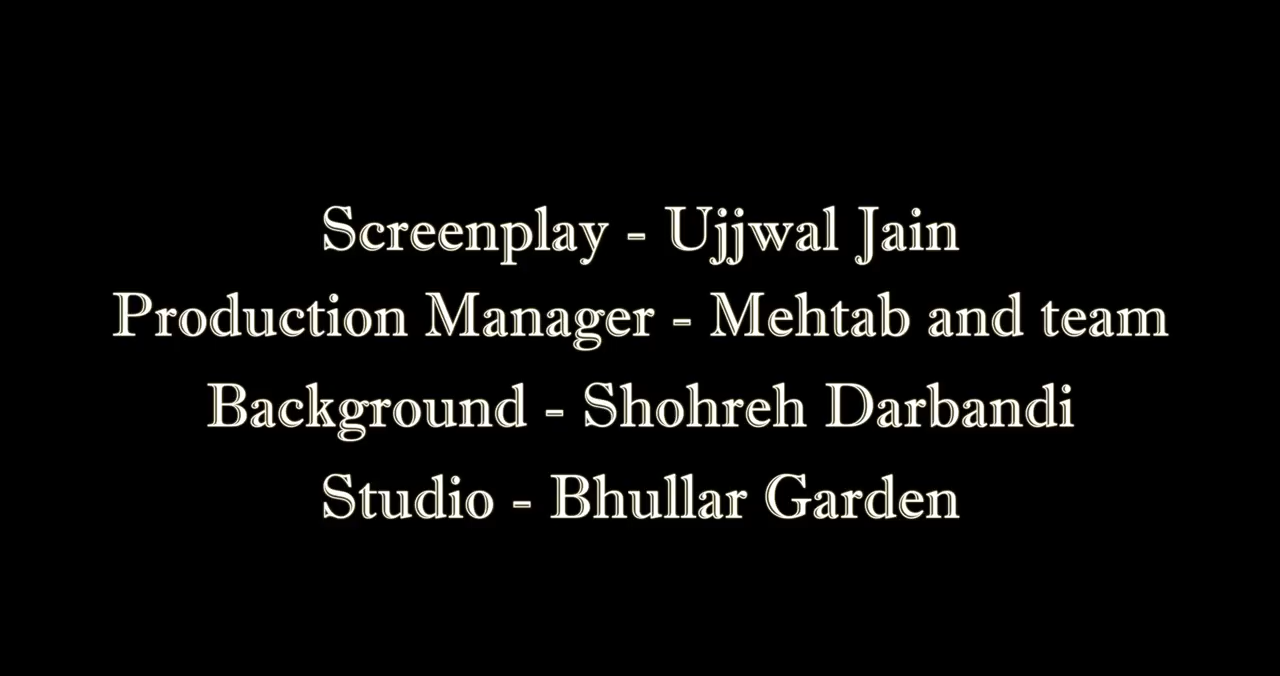 Screenplay - Ujjwal Jain
Production Manager - Mehtab and team
Background - Shohreh Darbandi
Studio - Bhullar Garden